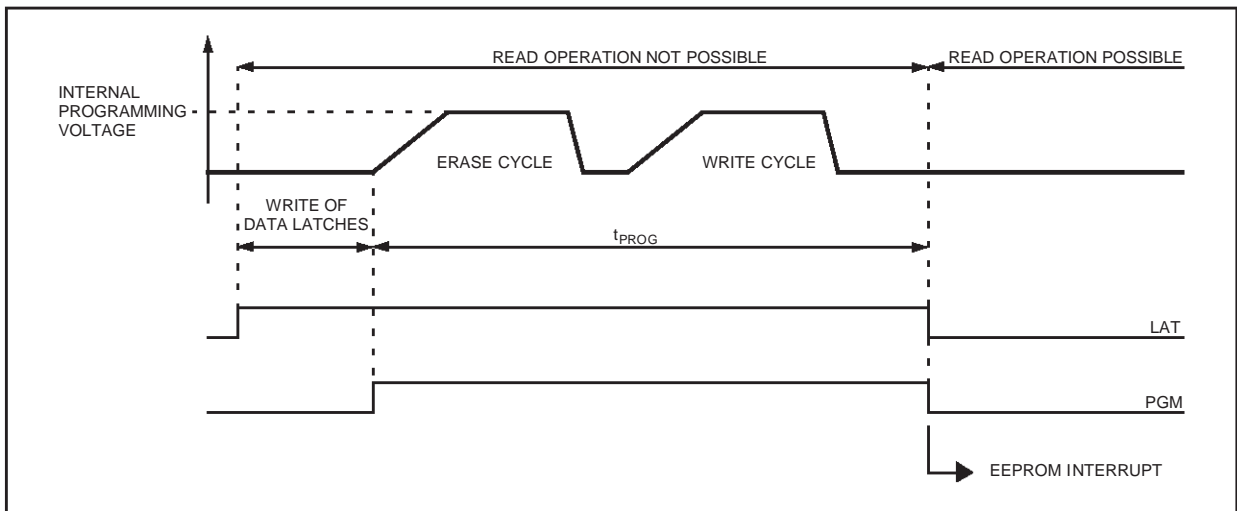 READ OPERATION NOT POSSIBLE
READ OPERATION POSSIBLE
INTERNAL
PROGRAMMING
VOLTAGE
ERASE CYCLE
WRITE CYCLE
WRITE OF
DATA LATCHES
tPROG
LAT
PGM
EEPROM INTERRUPT